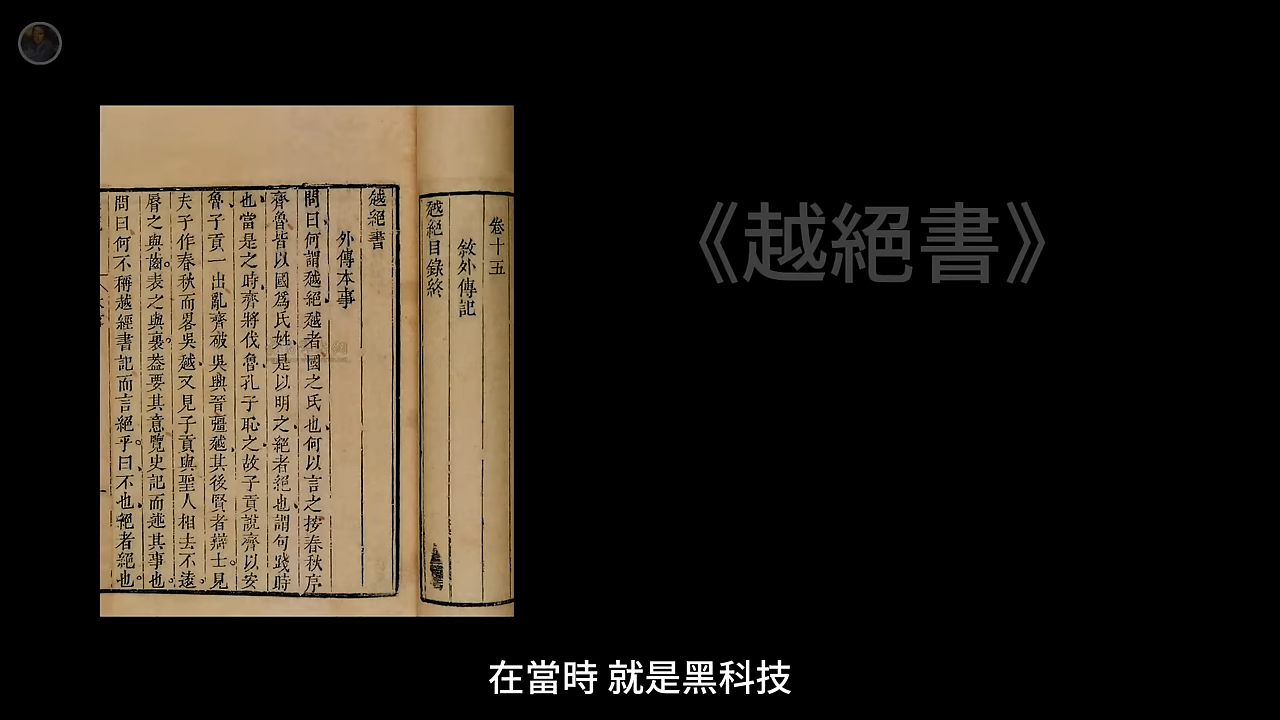 卷十五
敘外傳記
越絕目錄終
越絕書
外傳本事
問曰何謂越絕越者國之氏也何以言之按春秋序
齊魯皆以國為氏姓是以明之絕者絕也謂句踐時
也當是之時齊將伐魯孔子恥之故子貢說齊以安
魯子貢一出亂齊破吳興晉彊越其後賢者辯士見
夫子作春秋而畧吳越又見子貢與聖人相去不遠
脣之與齒表之與裏葢要其意覽史記而述其事也
問曰何不稱越經書記而言絕乎曰不也絕者絕也
《越絕書》
在當時 就是黑科技